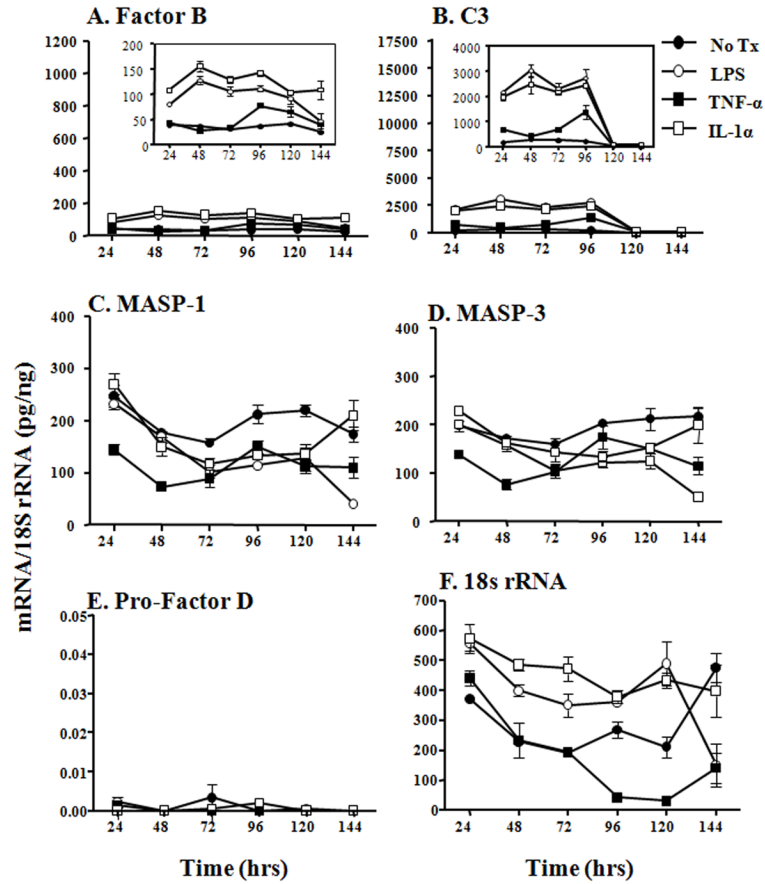 A. Factor B
1200
1000
800
600
400
200
0
24 48 72 96 120 144
200
150
100
50
0
24 48 72 96 120 144
B. C3
17500
15000
12500
10000
7500
5000
2500
0
24 48 72 96 120 144
4000
3000
2000
1000
0
24 48 72 96 120 144
No Tx
LPS
TNF-α
IL-1α
mRNA/18S rRNA (pg/ng)
C. MASP-1
400
300
200
100
0
24 48 72 96 120 144
D. MASP-3
400
300
200
100
0
24 48 72 96 120 144
E. Pro-Factor D
0.05
0.04
0.03
0.02
0.01
0.00
24 48 72 96 120 144
Time (hrs)
F. 18s rRNA
700
600
500
400
300
200
100
0
24 48 72 96 120 144
Time (hrs)